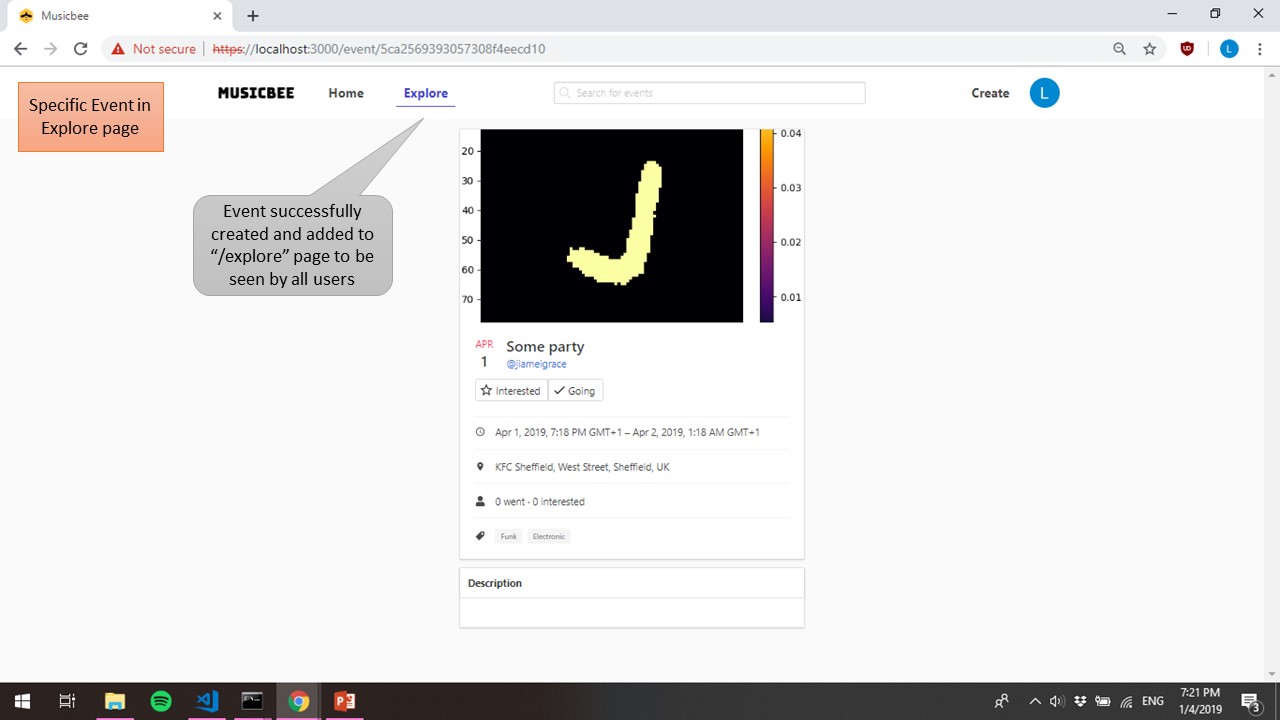 Musicbee
Not secure | https://localhost:3000/event/5ca2569393057308f4eecd10
Specific Event in
Explore page
MUSICBEE Home Explore Search for events Create L
Event successfully
created and added to
“/explore” page to be
seen by all users
20
30
40
50
60
70
0.04
0.03
0.02
0.01
APR
1
Some party
@jiameigrace
Interested Going
Apr 1, 2019, 7:18 PM GMT+1 – Apr 2, 2019, 1:18 AM GMT+1
KFC Sheffield, West Street, Sheffield, UK
0 went · 0 interested
Funk Electronic
Description
ENG
7:21 PM
1/4/2019
3